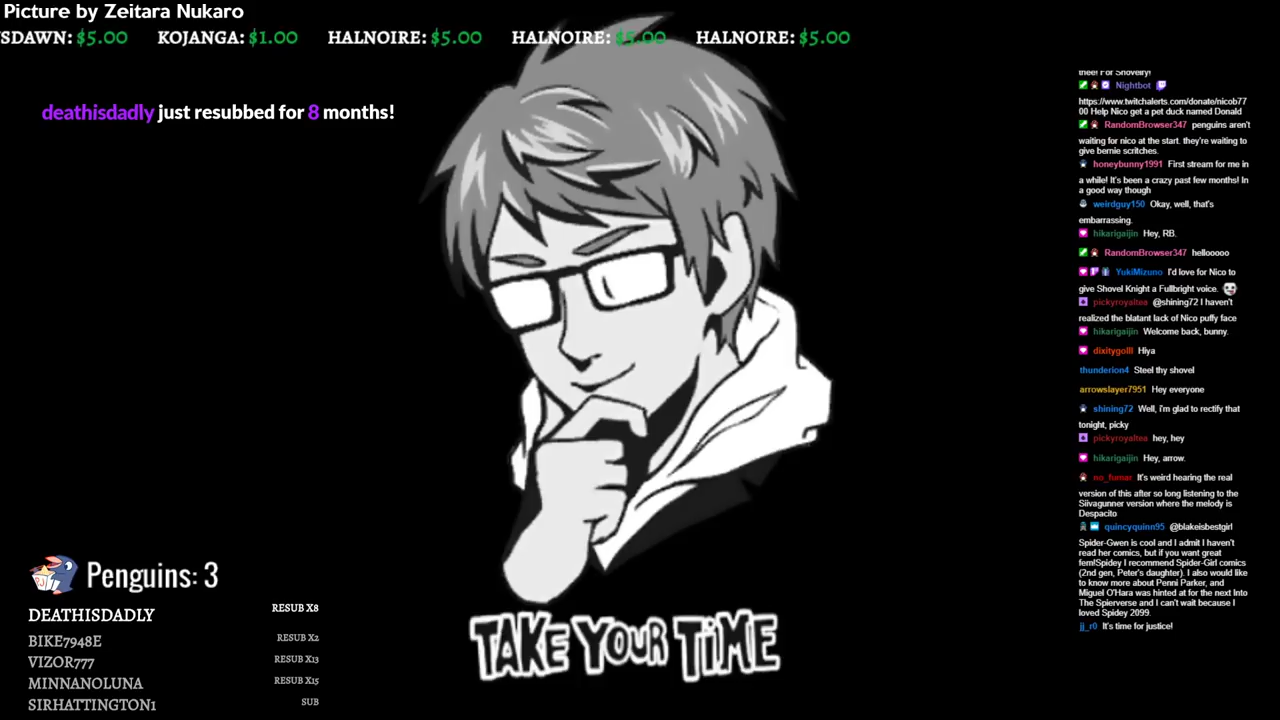 Picture by Zeitara Nukaro
SDAWN: $5.00 KOJANGA: $1.00 HALNOIRE: $5.00 HALNOIRE: $5.00 HALNOIRE: $5.00
deathisdadly just resubbed for 8 months!
thee! For Shovelry!
Nightbot
https://www.twitchalerts.com/donate/nicob77
00 Help Nico get a pet duck named Donald
RandomBrowser347 penguins aren't
waiting for nico at the start. they're waiting to
give bernie scritches.
honeybunny1991 First stream for me in
a while! It's been a crazy past few months! In
a good way though
weirdguy150 Okay, well, that's
embarrassing.
hikarigaijin Hey, RB.
RandomBrowser347 hellooooo
YukiMizuno I'd love for Nico to
give Shovel Knight a Fullbright voice.
pickyroyaltea @shining72 I haven't
realized the blatant lack of Nico puffy face
hikarigaijin Welcome back, bunny.
dixitygolll Hiya
thunderion4 Steel thy shovel
arrowslayer7951 Hey everyone
shining72 Well, i'm glad to rectify that
tonight, picky
pickyroyaltea hey, hey
hikarigaijin Hey, arrow.
no_fumar It's weird hearing the real
version of this after so long listening to the
Siivagunner version where the melody is
Despacito
quincyquinn95 @blakeisbestgirl
Spider-Gwen is cool and I admit I haven't
read her comics, but if you want great
fem!Spidey I recommend Spider-Girl comics
(2nd gen, Peter's daughter). I also would like
to know more about Penni Parker, and
Miguel O'Hara was hinted at for the next Into
The Spierverse and I can't wait because I
loved Spidey 2099.
jj_r0 It's time for justice!
Penguins: 3
DEATHISDADLY RESUB X8
BIKE7948E RESUB X2
VIZOR777 RESUB X13
MINNANOLUNA RESUB X15
SIRHATTINGTON1 SUB
TAKE YOUR TiME